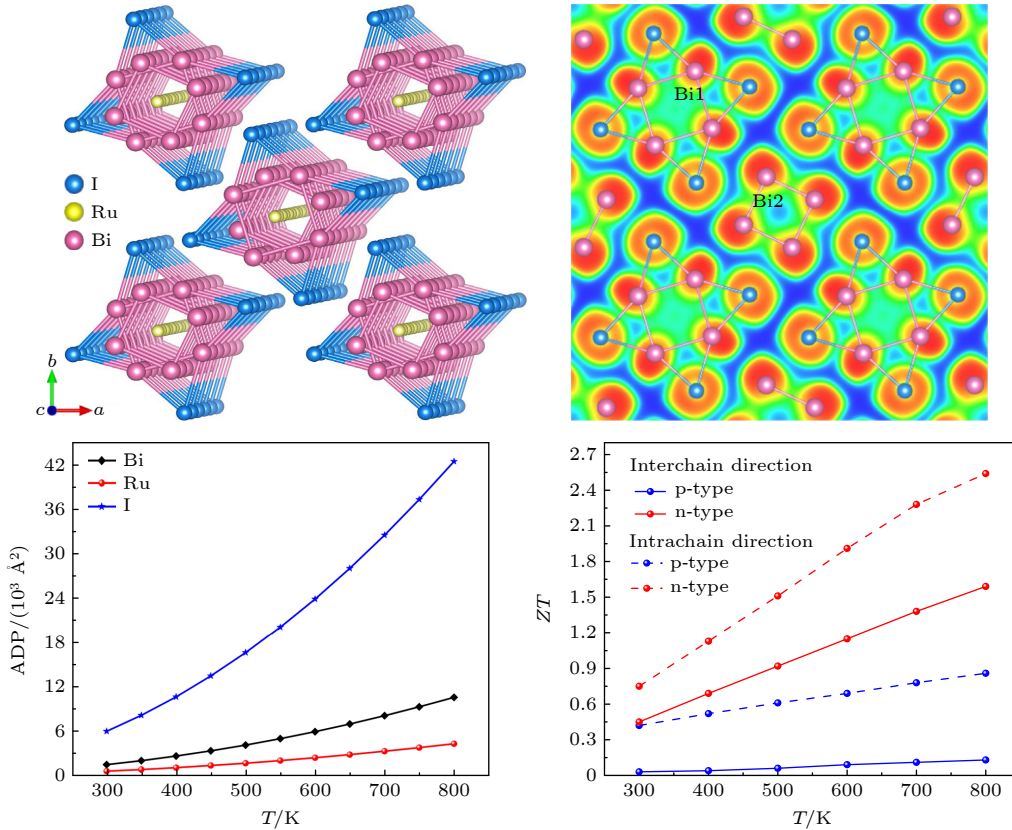 I
Ru
Bi
b
c
a
Bi1
Bi2
Bi
Ru
I
ADP/(10³ Å²)
42
36
30
24
18
12
6
0
300 400 500 600 700 800
T/K
Interchain direction
p-type
n-type
Intrachain direction
p-type
n-type
ZT
2.7
2.4
2.1
1.8
1.5
1.2
0.9
0.6
0.3
0
300 400 500 600 700 800
T/K